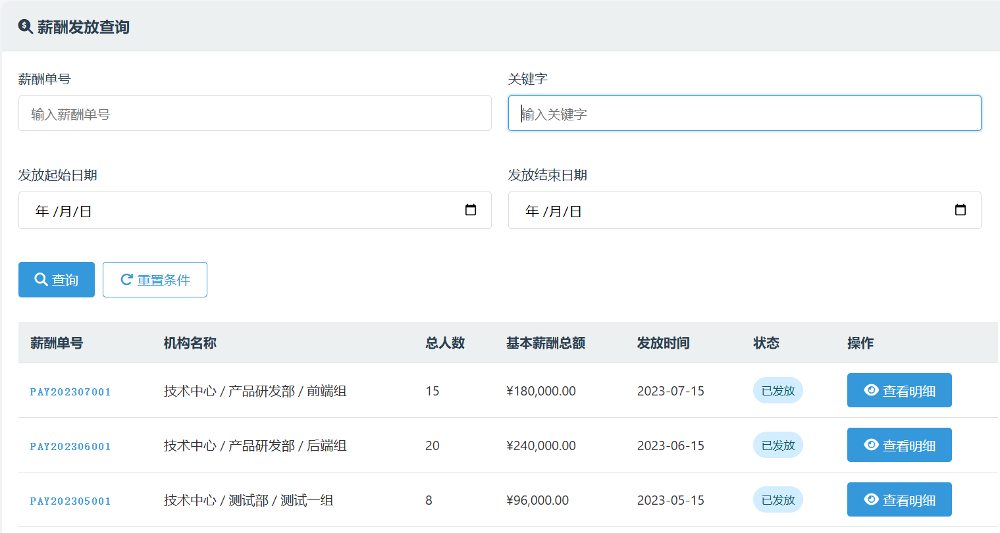 薪酬发放查询
薪酬单号 关键字
输入薪酬单号 输入关键字
发放起始日期 发放结束日期
年 /月/日 年 /月/日
查询 重置条件
薪酬单号 机构名称 总人数 基本薪酬总额 发放时间 状态 操作
PAY202307001 技术中心 / 产品研发部 / 前端组 15 ¥180,000.00 2023-07-15 已发放 查看明细
PAY202306001 技术中心 / 产品研发部 / 后端组 20 ¥240,000.00 2023-06-15 已发放 查看明细
PAY202305001 技术中心 / 测试部 / 测试一组 8 ¥96,000.00 2023-05-15 已发放 查看明细